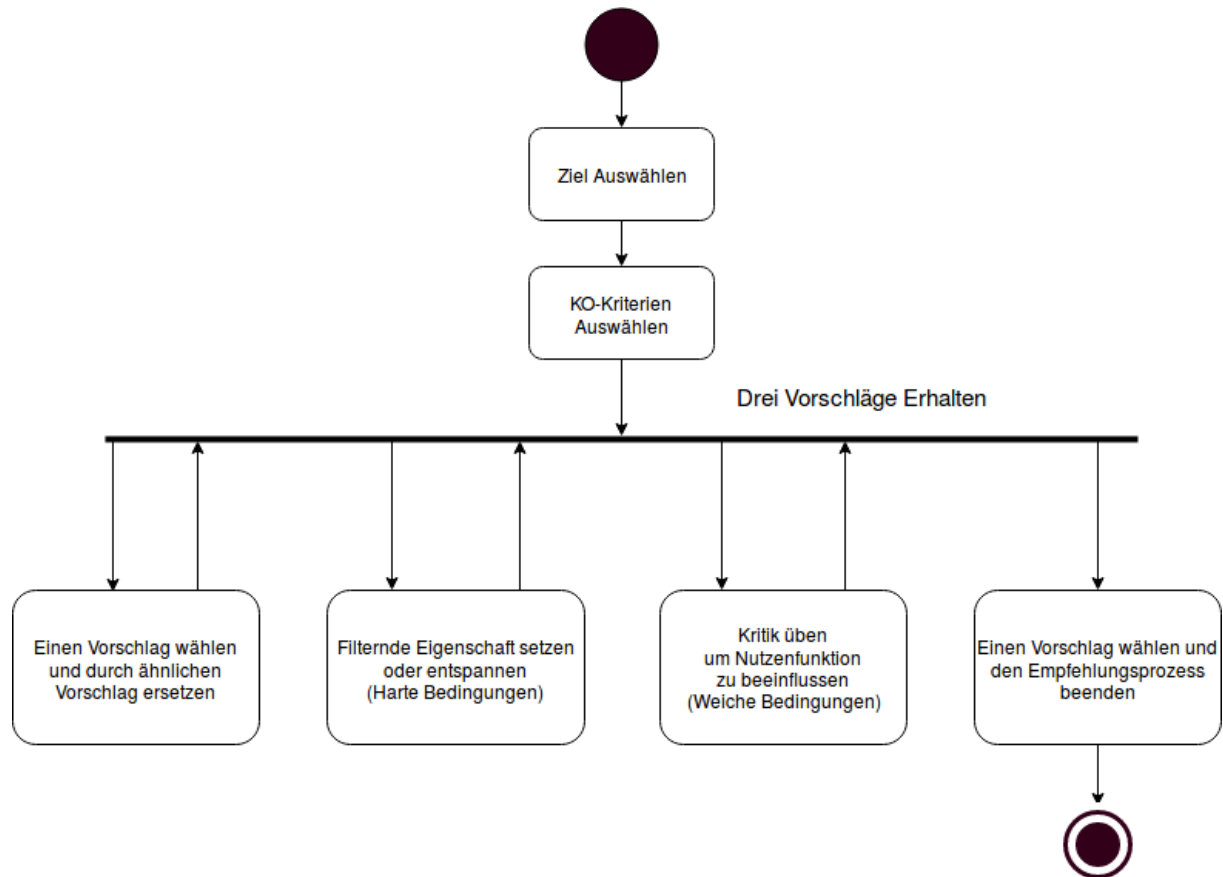 Ziel Auswählen
KO-Kriterien
Auswählen
Drei Vorschläge Erhalten
Einen Vorschlag wählen
und durch ähnlichen
Vorschlag ersetzen
Filternde Eigenschaft setzen
oder entspannen
(Harte Bedingungen)
Kritik üben
um Nutzenfunktion
zu beeinflussen
(Weiche Bedingungen)
Einen Vorschlag wählen und
den Empfehlungsprozess
beenden